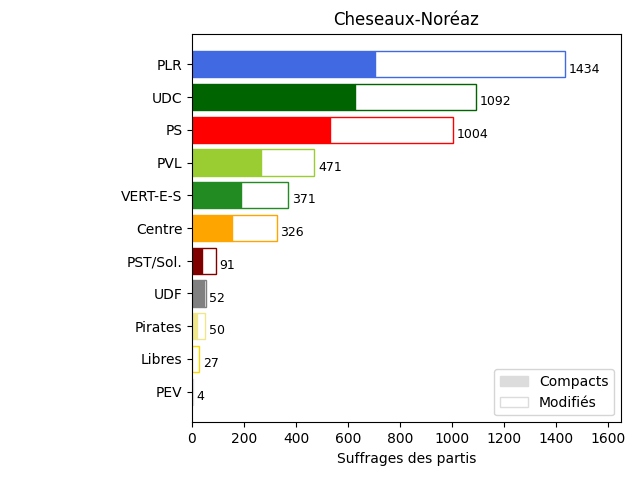 Cheseaux-Noréaz
PLR 1434
UDC 1092
PS 1004
PVL 471
VERT-E-S 371
Centre 326
PST/Sol. 91
UDF 52
Pirates 50
Libres 27
PEV 4
Compacts
Modifiés
0 200 400 600 800 1000 1200 1400 1600
Suffrages des partis